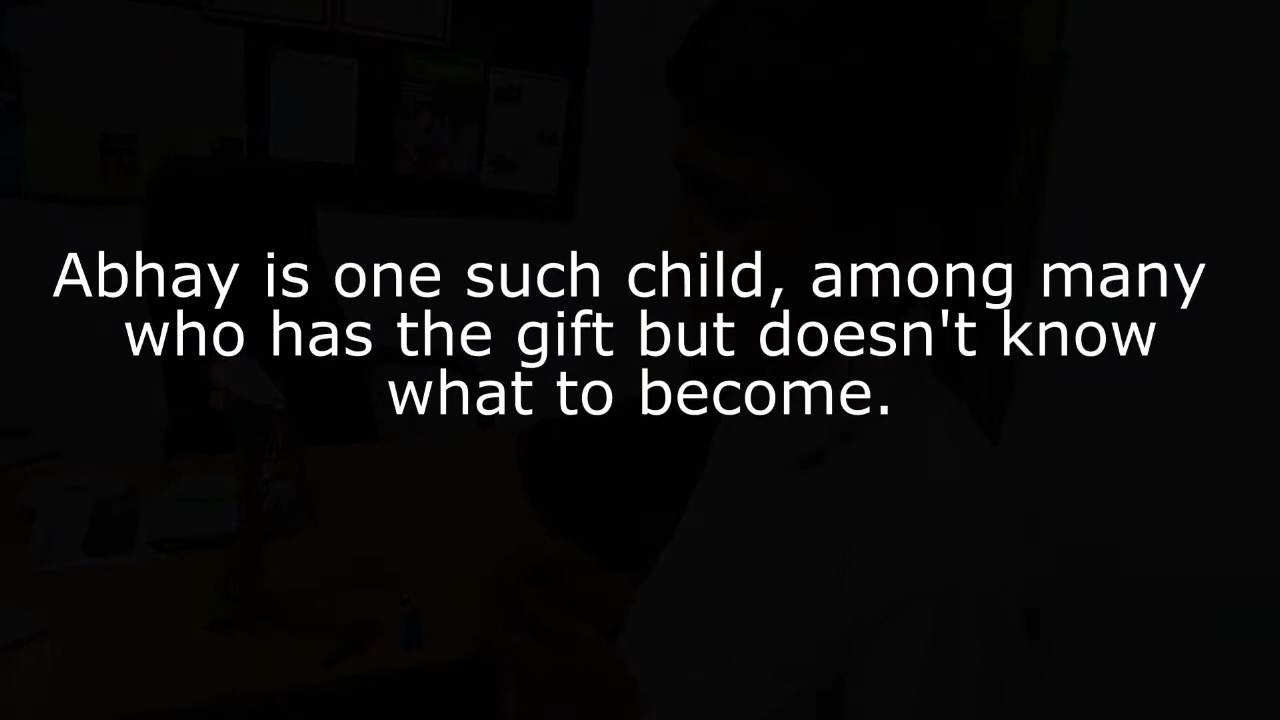 Abhay is one such child, among many
who has the gift but doesn't know
what to become.